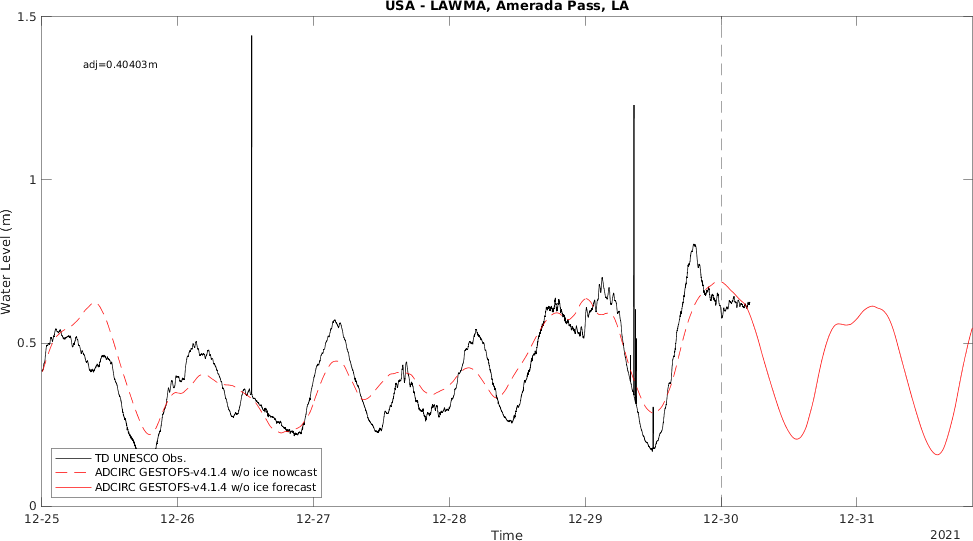 USA - LAWMA, Amerada Pass, LA
1.5
adj=0.40403m
1
Water Level (m)
0.5
TD UNESCO Obs.
ADCIRC GESTOFS-v4.1.4 w/o ice nowcast
ADCIRC GESTOFS-v4.1.4 w/o ice forecast
0
12-25 12-26 12-27 12-28 12-29 12-30 12-31
Time
2021